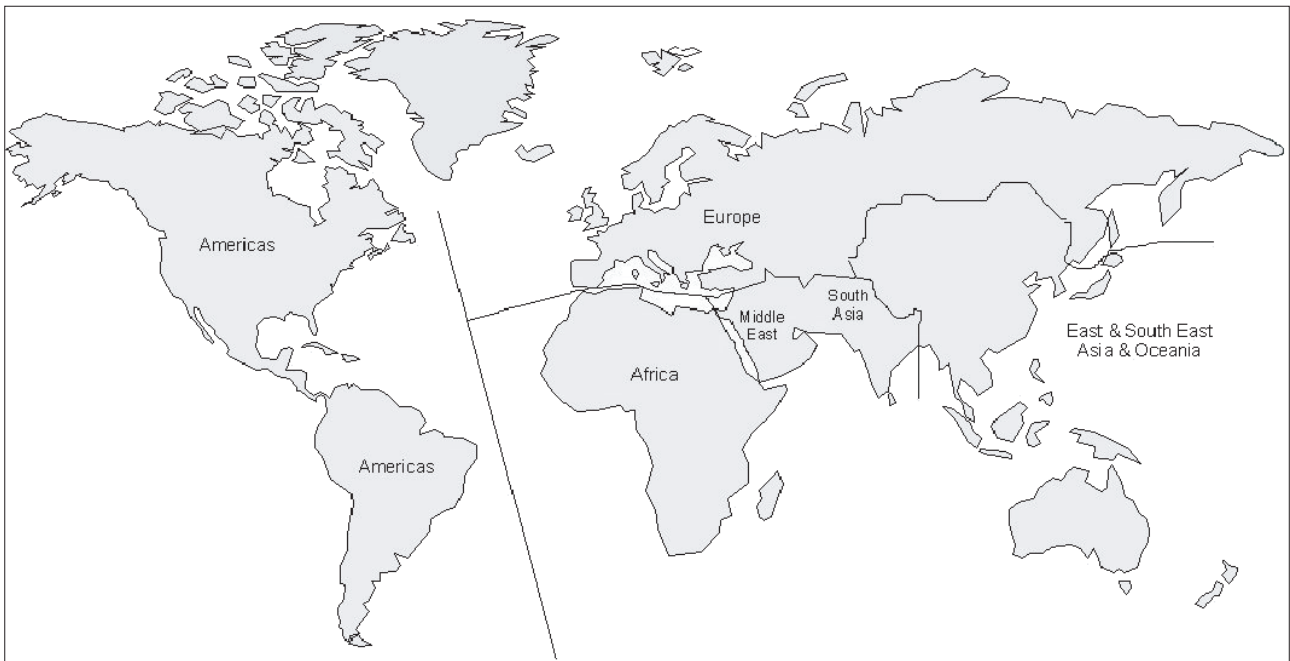 Europe
Americas
South
Asia
Middle
East
East & South East
Asia & Oceania
Africa
Americas